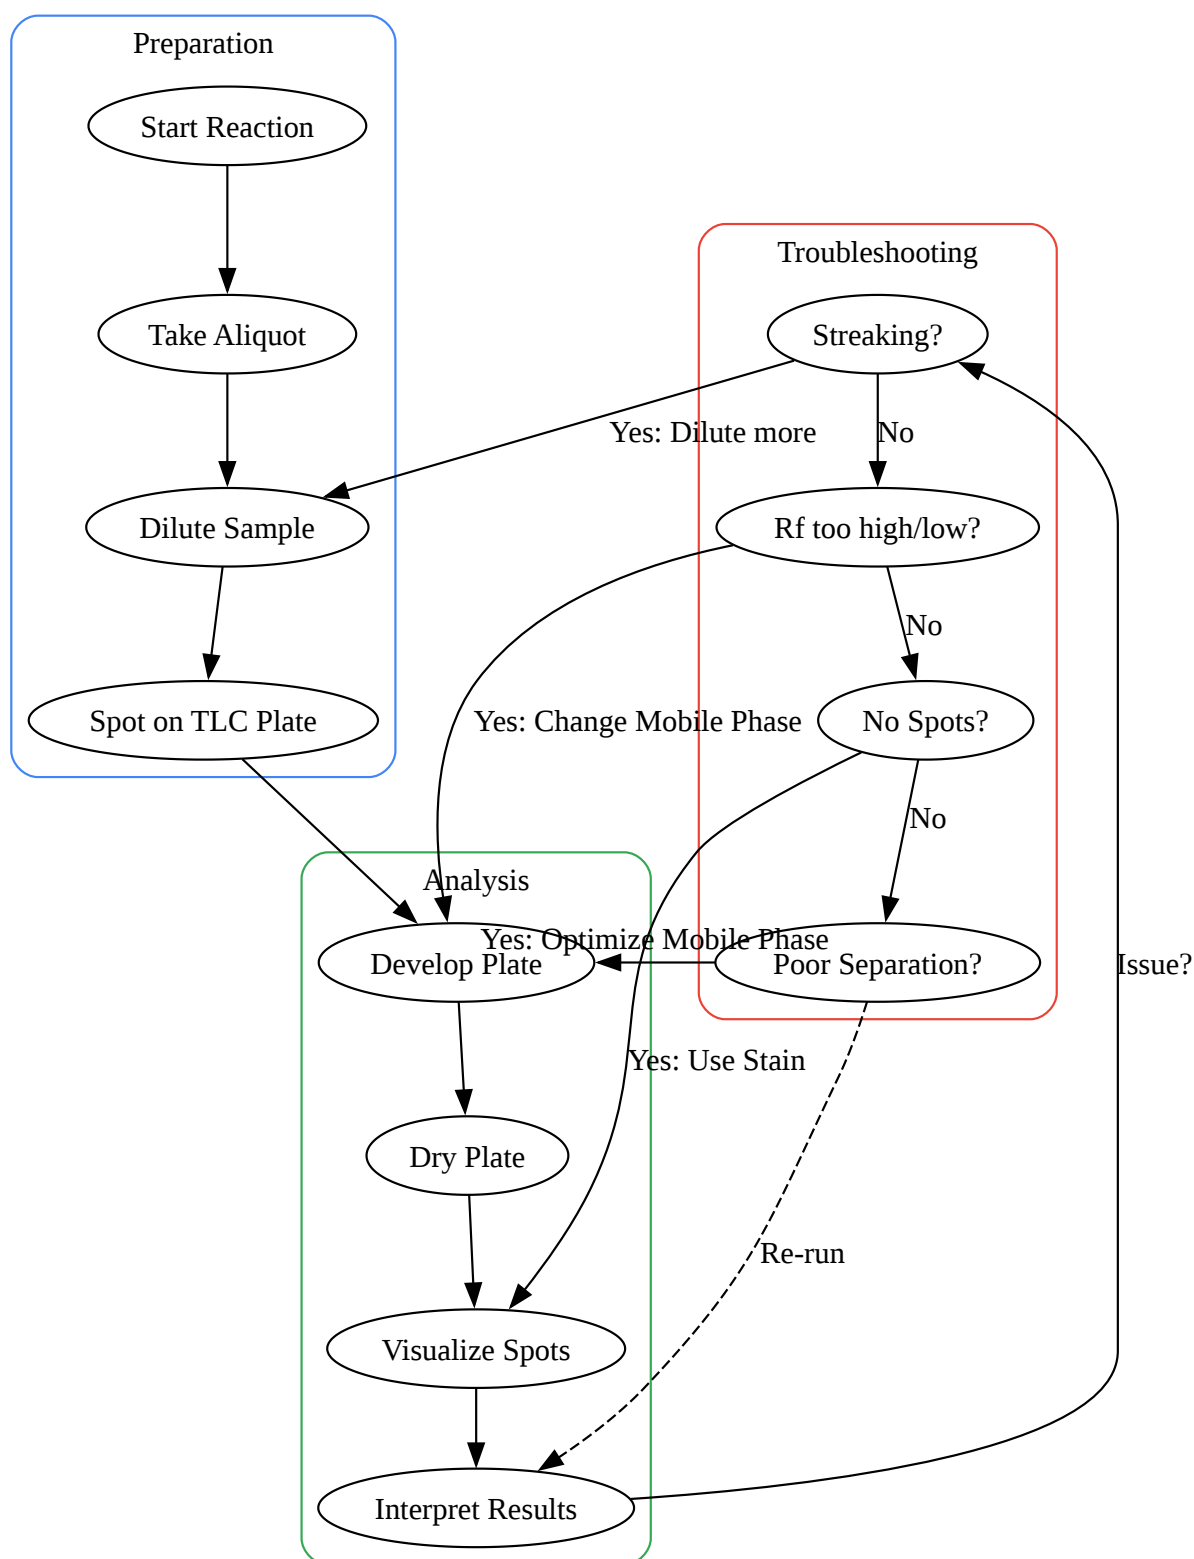 Preparation
Start Reaction
Troubleshooting
Take Aliquot
Streaking?
Yes: Dilute more
No
Dilute Sample
Rf too high/low?
No
Spot on TLC Plate
Yes: Change Mobile Phase
No Spots?
No
Analysis
Yes: Optimize Mobile Phase
Develop Plate
Poor Separation?
Issue?
Yes: Use Stain
Dry Plate
Re-run
Visualize Spots
Interpret Results